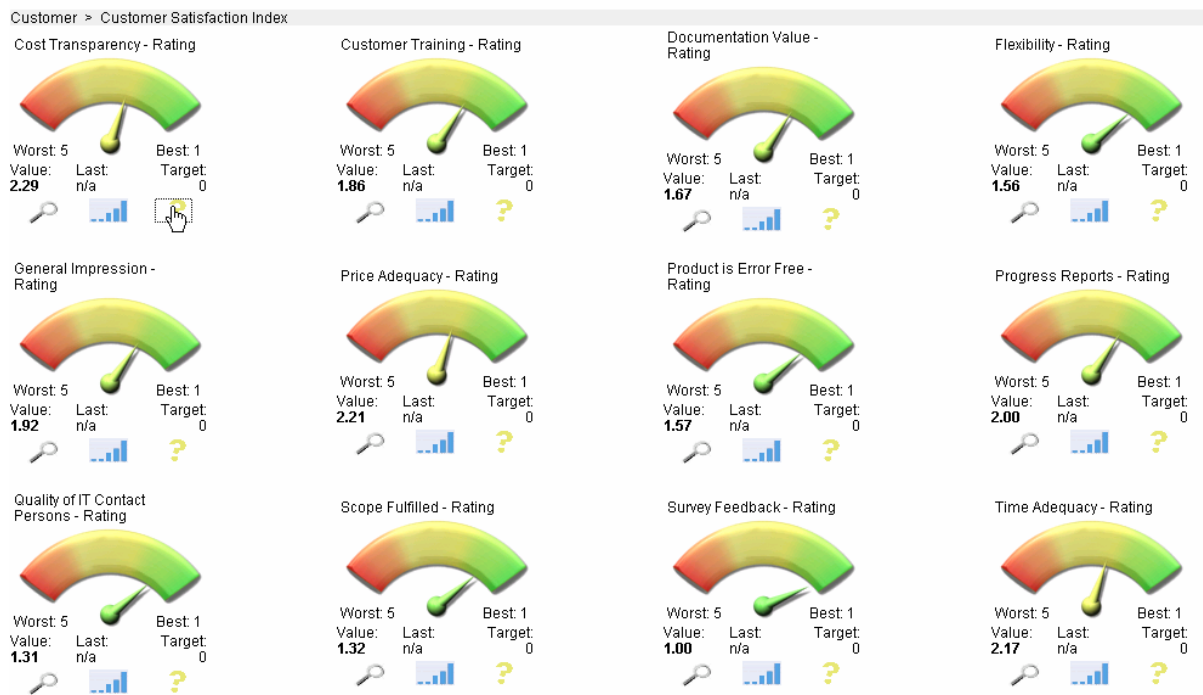 Customer > Customer Satisfaction Index
Cost Transparency - Rating
Worst: 5 Best: 1
Value: Last: Target:
2.29 n/a 0
Customer Training - Rating
Worst: 5 Best: 1
Value: Last: Target:
1.86 n/a 0
Documentation Value -
Rating
Worst: 5 Best: 1
Value: Last: Target:
1.67 n/a 0
Flexibility - Rating
Worst: 5 Best: 1
Value: Last: Target:
1.56 n/a 0
General Impression -
Rating
Worst: 5 Best: 1
Value: Last: Target:
1.92 n/a 0
Price Adequacy - Rating
Worst: 5 Best: 1
Value: Last: Target:
2.21 n/a 0
Product is Error Free -
Rating
Worst: 5 Best: 1
Value: Last: Target:
1.57 n/a 0
Progress Reports - Rating
Worst: 5 Best: 1
Value: Last: Target:
2.00 n/a 0
Quality of IT Contact
Persons - Rating
Worst: 5 Best: 1
Value: Last: Target:
1.31 n/a 0
Scope Fulfilled - Rating
Worst: 5 Best: 1
Value: Last: Target:
1.32 n/a 0
Survey Feedback - Rating
Worst: 5 Best: 1
Value: Last: Target:
1.00 n/a 0
Time Adequacy - Rating
Worst: 5 Best: 1
Value: Last: Target:
2.17 n/a 0